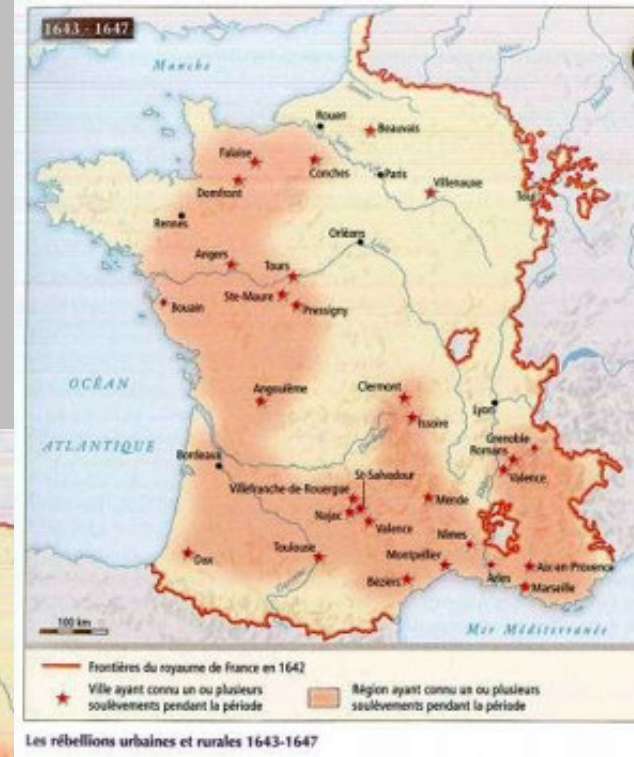 1643 - 1647
Manche
Rouen
Beauvais
Falaise
Conches
Paris
Domfront
Villenauxe
Toul
Rennes
Orléans
Loire
Angers
Tours
Ste-Maure
Bouain
Pressigny
OCÉAN
Angoulême
Clermont
Issoire
Lyon
ATLANTIQUE
Grenoble
Romans
Bordeaux
St-Salvadour
Valence
Villefranche-de-Rouergue
Mende
Najac
Valence
Nîmes
Dax
Toulouse
Montpellier
Aix-en-Provence
Béziers
Arles
Marseille
100 km
Mer Méditerranée
Frontières du royaume de France en 1642
Ville ayant connu un ou plusieurs
soulèvements pendant la période
Région ayant connu un ou plusieurs
soulèvements pendant la période
Les rébellions urbaines et rurales 1643-1647